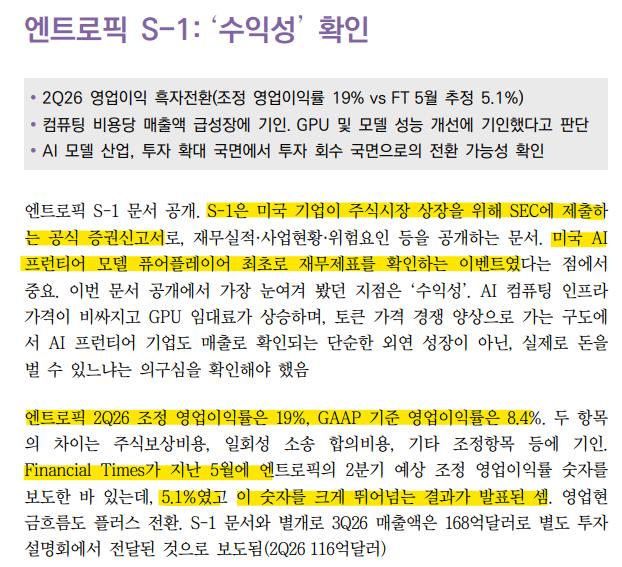 엔트로픽 S-1: ‘수익성’ 확인
• 2Q26 영업이익 흑자전환(조정 영업이익률 19% vs FT 5월 추정 5.1%)
• 컴퓨팅 비용당 매출액 급성장에 기인. GPU 및 모델 성능 개선에 기인했다고 판단
• AI 모델 산업, 투자 확대 국면에서 투자 회수 국면으로의 전환 가능성 확인
엔트로픽 S-1 문서 공개. S-1은 미국 기업이 주식시장 상장을 위해 SEC에 제출하
는 공식 증권신고서로, 재무실적·사업현황·위험요인 등을 공개하는 문서. 미국 AI
프런티어 모델 퓨어플레이어 최초로 재무제표를 확인하는 이벤트였다는 점에서
중요. 이번 문서 공개에서 가장 눈여겨 봤던 지점은 ‘수익성’. AI 컴퓨팅 인프라
가격이 비싸지고 GPU 임대료가 상승하며, 토큰 가격 경쟁 양상으로 가는 구도에
서 AI 프런티어 기업도 매출로 확인되는 단순한 외연 성장이 아닌, 실제로 돈을
벌 수 있느냐는 의구심을 확인해야 했음
엔트로픽 2Q26 조정 영업이익률은 19%, GAAP 기준 영업이익률은 8.4%. 두 항목
의 차이는 주식보상비용, 일회성 소송 합의비용, 기타 조정항목 등에 기인.
Financial Times가 지난 5월에 엔트로픽의 2분기 예상 조정 영업이익률 숫자를
보도한 바 있는데, 5.1%였고 이 숫자를 크게 뛰어넘는 결과가 발표된 셈. 영업현
금흐름도 플러스 전환. S-1 문서와 별개로 3Q26 매출액은 168억달러로 별도 투자
설명회에서 전달된 것으로 보도됨(2Q26 116억달러)